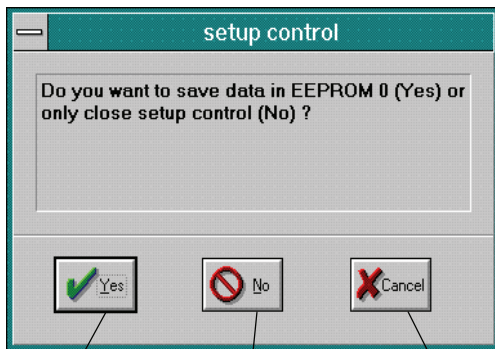 setup control
Do you want to save data in EEPROM 0 (Yes) or
only close setup control (No) ?
Yes
No
Cancel